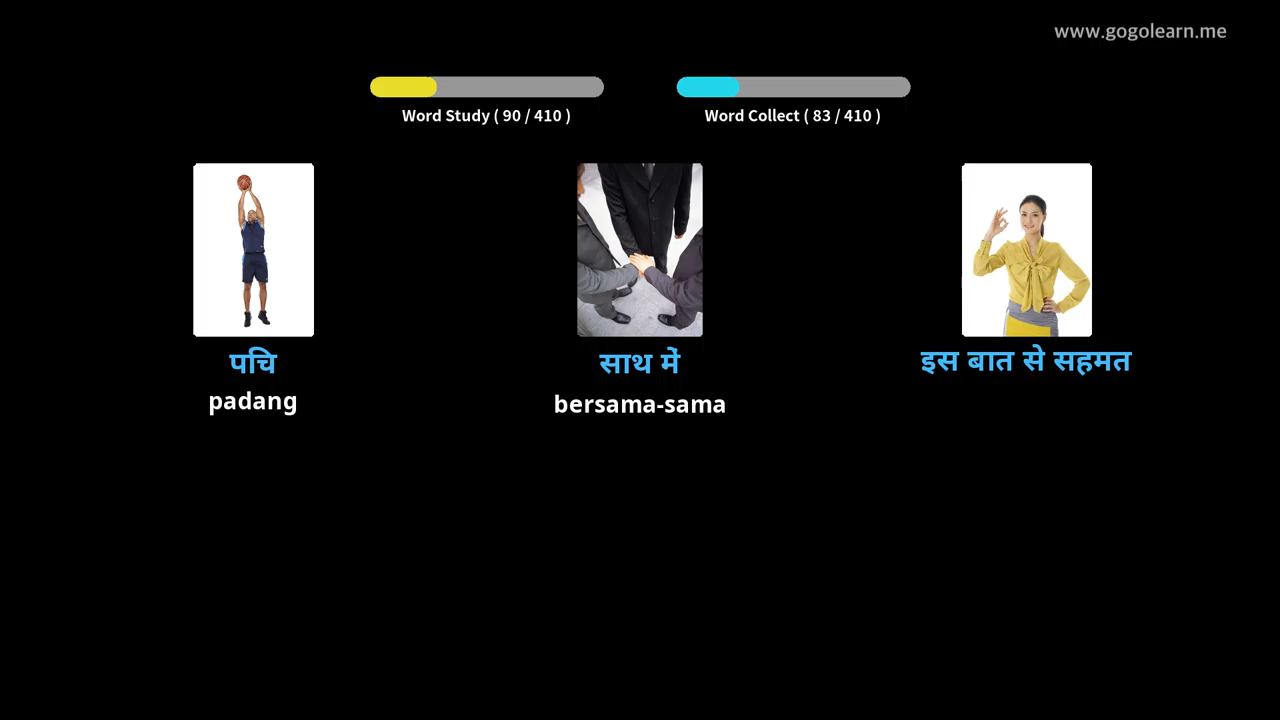 www.gogolearn.me
Word Study ( 90 / 410 )
Word Collect ( 83 / 410 )
पचि
padang
साथ में
bersama-sama
इस बात से सहमत